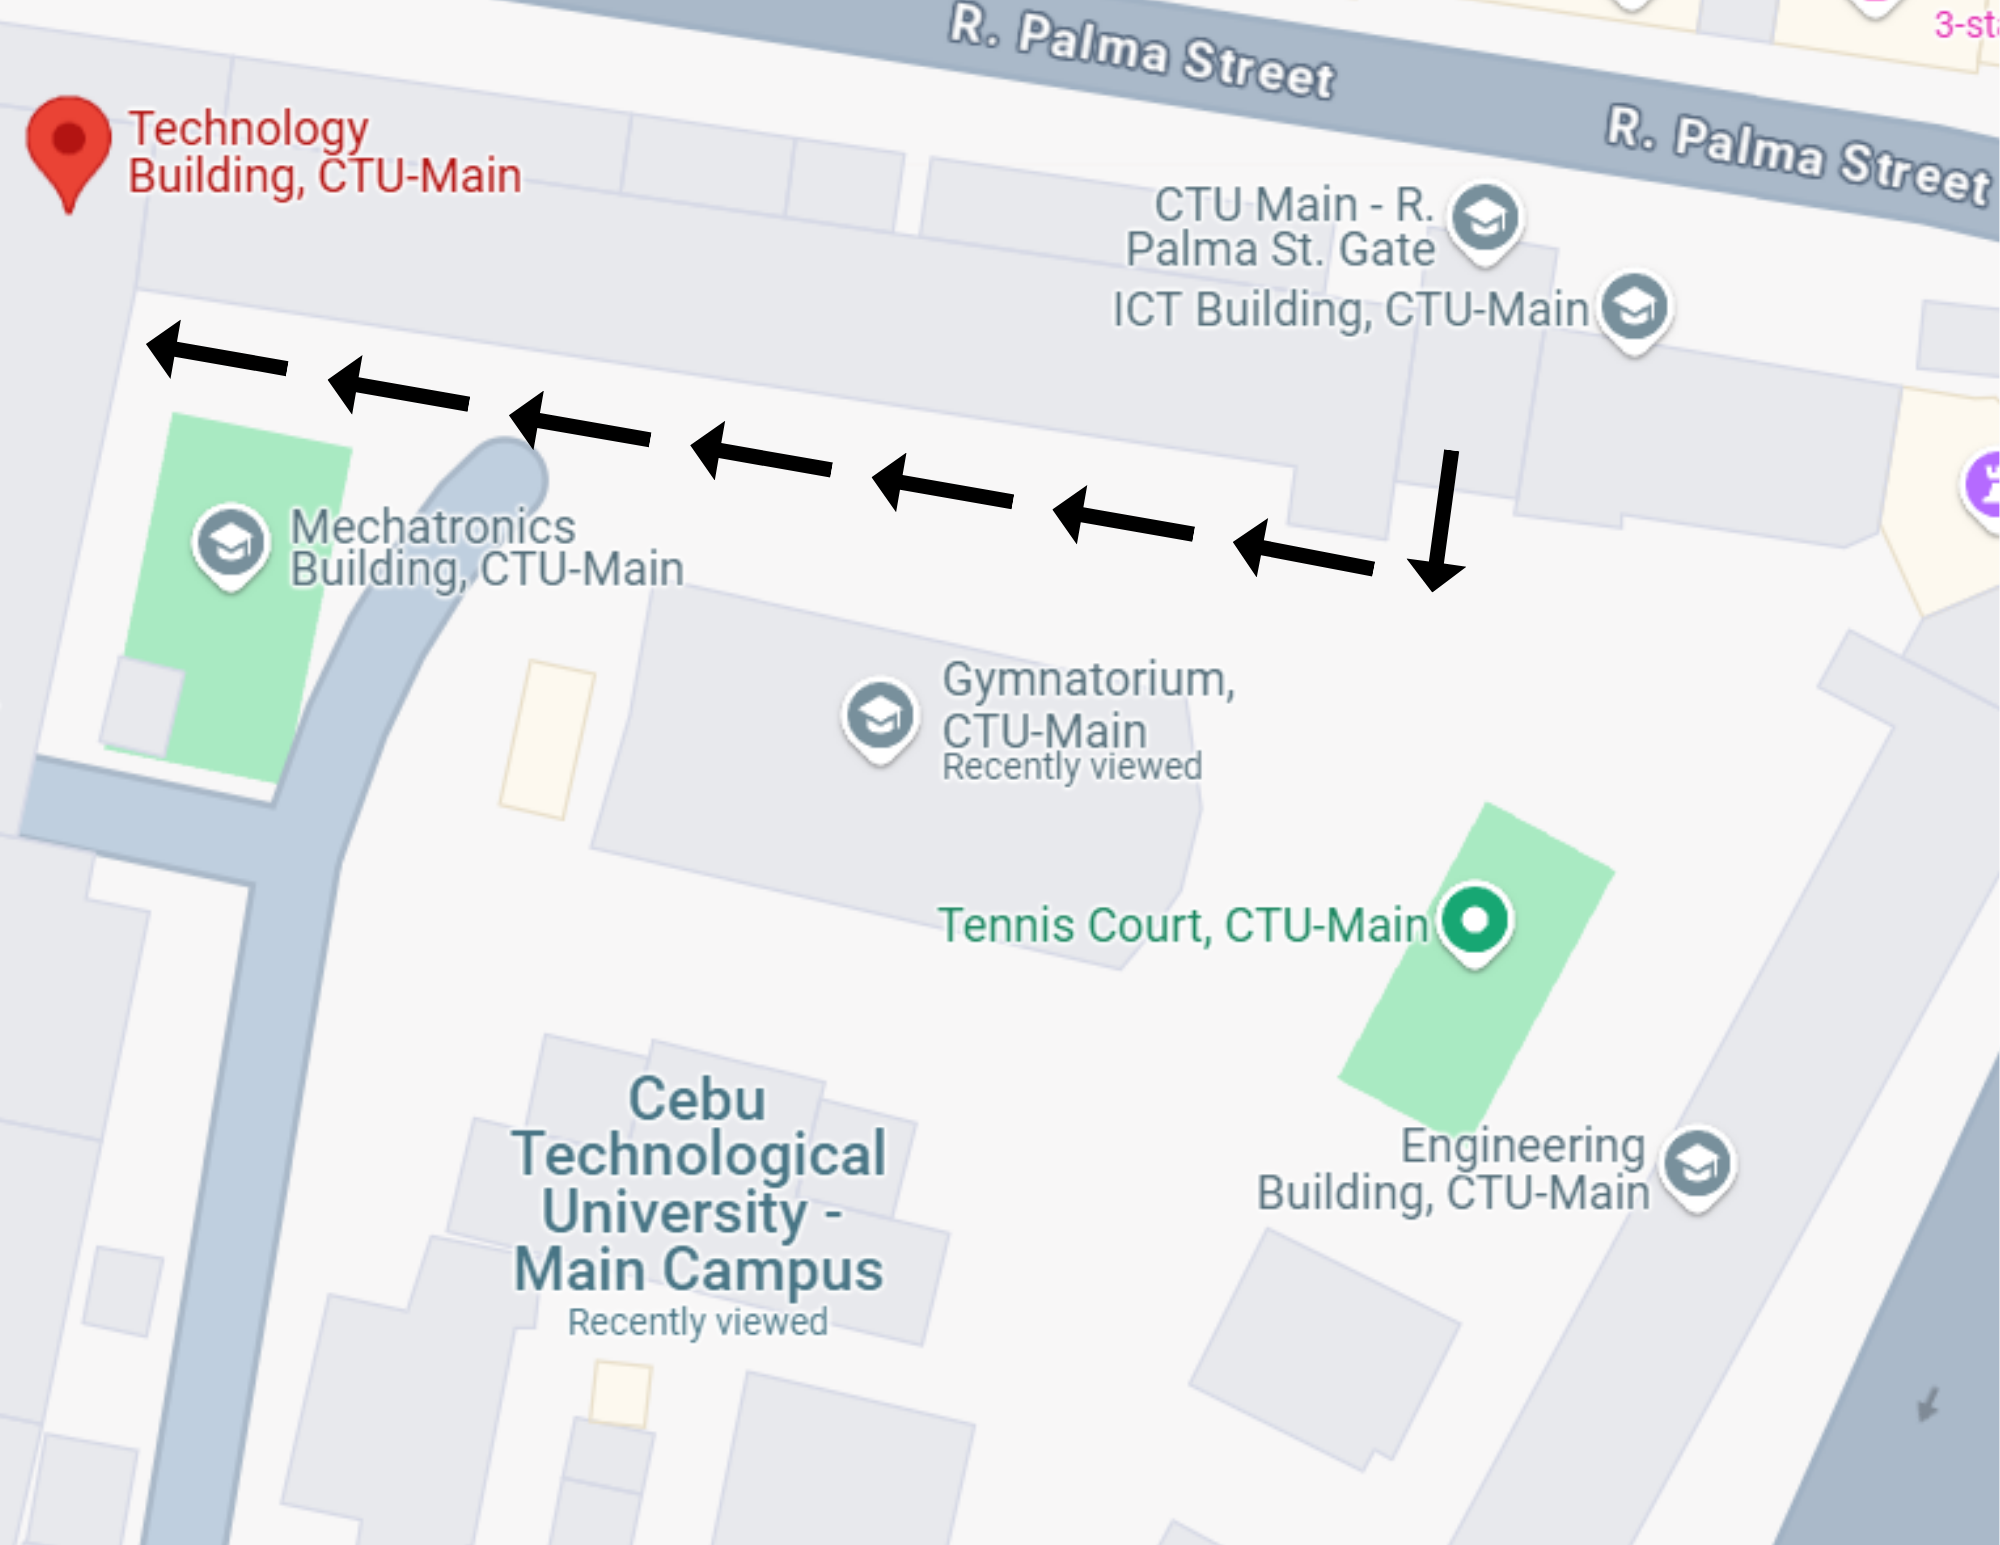 R. Palma Street
3-st
R. Palma Street
Technology
Building, CTU-Main
CTU Main - R.
Palma St. Gate
ICT Building, CTU-Main
Mechatronics
Building, CTU-Main
Gymnatorium,
CTU-Main
Recently viewed
Tennis Court, CTU-Main
Cebu
Technological
University -
Main Campus
Recently viewed
Engineering
Building, CTU-Main